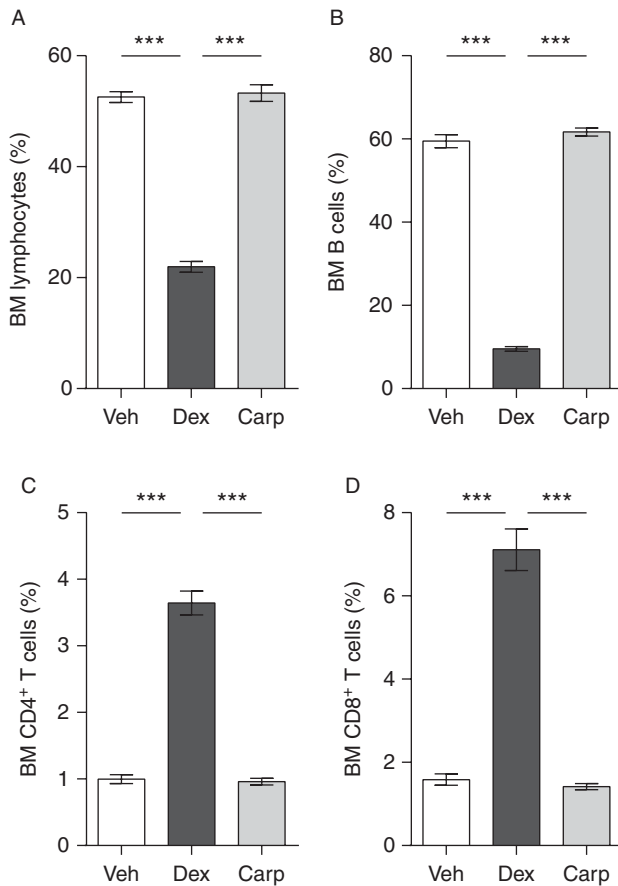 A
*** ***
BM lymphocytes (%)
60
40
20
0
Veh Dex Carp
B
*** ***
BM B cells (%)
80
60
40
20
0
Veh Dex Carp
C
*** ***
BM CD4⁺ T cells (%)
5
4
3
2
1
0
Veh Dex Carp
D
*** ***
BM CD8⁺ T cells (%)
8
6
4
2
0
Veh Dex Carp